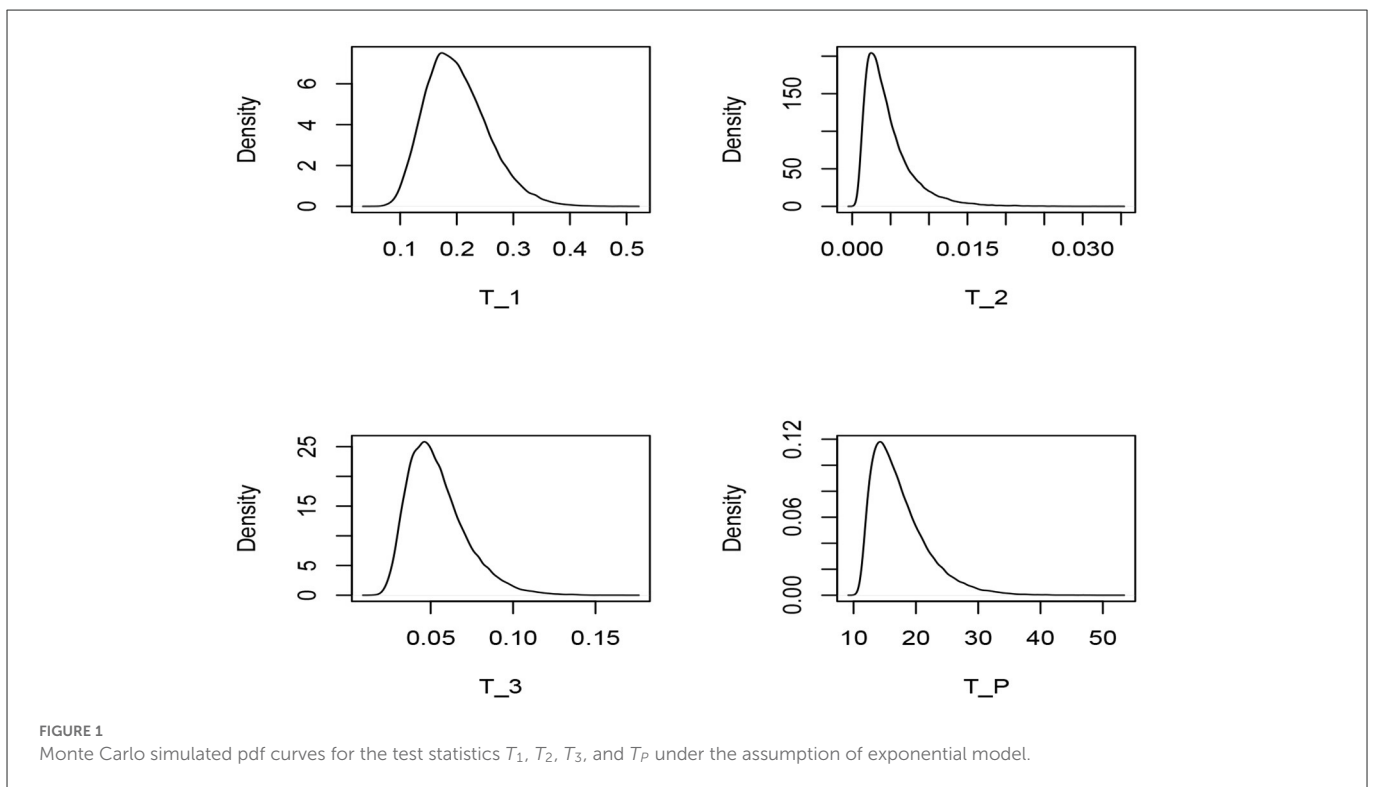 Density
0 2 4 6
0.1 0.2 0.3 0.4 0.5
T_1
Density
0 50 150
0.000 0.015 0.030
T_2
Density
0 5 15 25
0.05 0.10 0.15
T_3
Density
0.00 0.06 0.12
10 20 30 40 50
T_P
FIGURE 1
Monte Carlo simulated pdf curves for the test statistics T1, T2, T3, and TP under the assumption of exponential model.